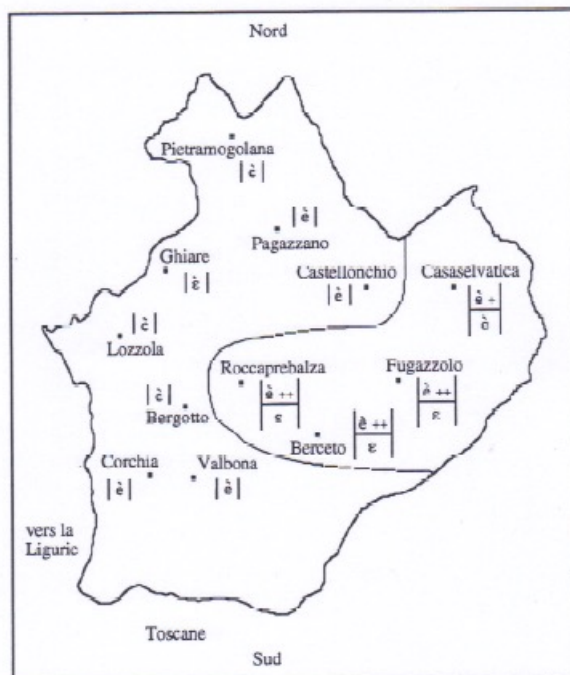 Nord
Pietramogolana
|è|
|è|
Pagazzano
Ghiare
|ɛ̀|
Castellonchio
|è|
Casaselvatica
|è|
Lozzola
Roccaprebalza
Fugazzolo
|è|
Bergotto
è ++
ɛ
è ++
ɛ
Berceto
è ++
ɛ
Corchia
|è|
Valbona
|è|
vers la
Ligurie
Toscane
Sud